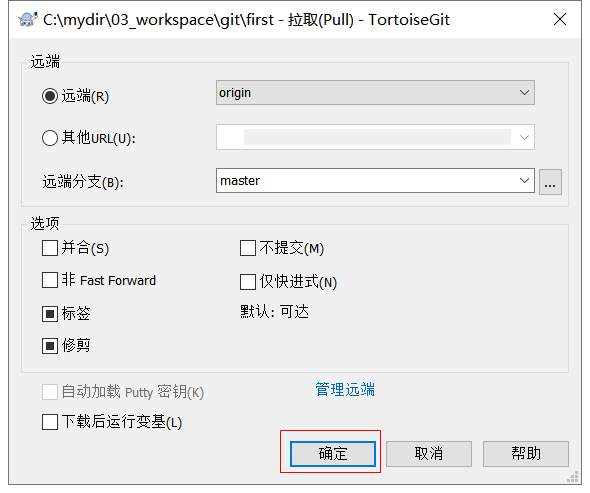 C:\mydir\03_workspace\git\first - 拉取(Pull) - TortoiseGit
远端
远端(R)
origin
其他URL(U):
远端分支(B):
master
...
选项
并合(S)
不提交(M)
非 Fast Forward
仅快进式(N)
标签
默认: 可达
修剪
自动加载 Putty 密钥(K)
管理远端
下载后运行变基(L)
确定
取消
帮助